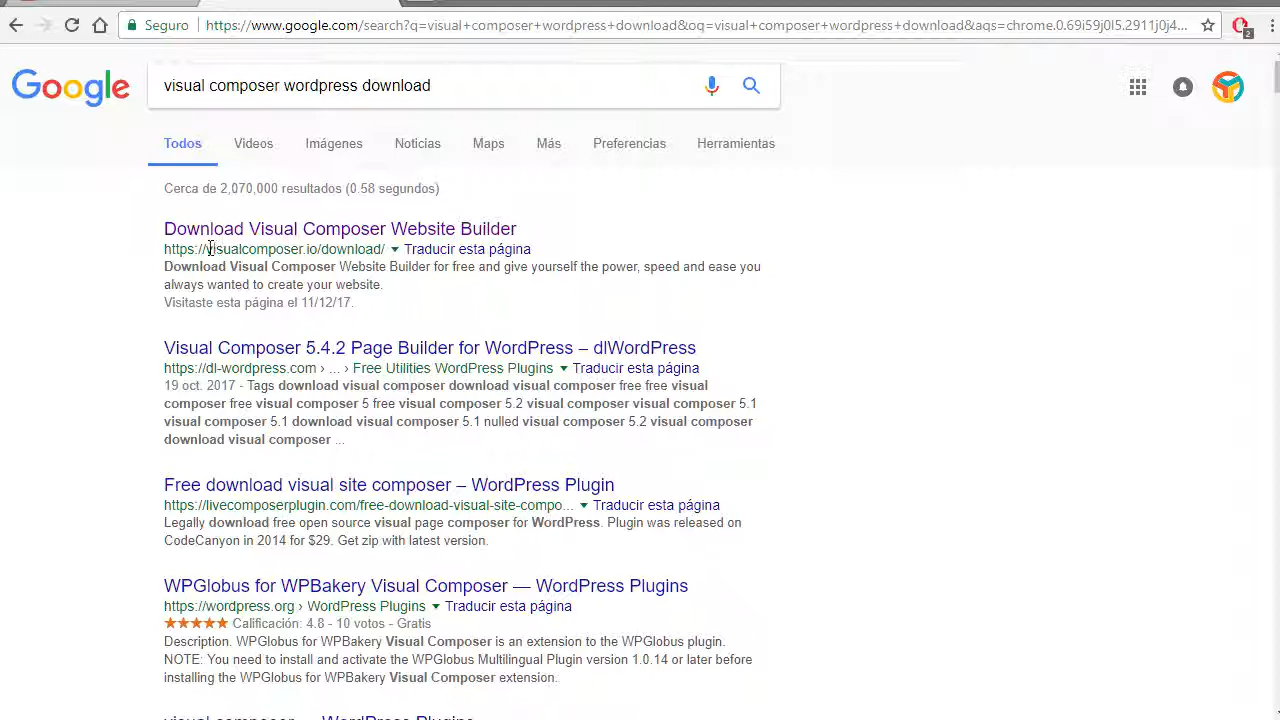 Seguro
https://www.google.com/search?q=visual+composer+wordpress+download&oq=visual+composer+wordpress+download&aqs=chrome.0.69i59j0l5.2911j0j4...
2
Google
visual composer wordpress download
Todos Videos Imágenes Noticias Maps Más Preferencias Herramientas
Cerca de 2,070,000 resultados (0.58 segundos)
Download Visual Composer Website Builder
https://visualcomposer.io/download/ Traducir esta página
Download Visual Composer Website Builder for free and give yourself the power, speed and ease you
always wanted to create your website.
Visitaste esta página el 11/12/17.
Visual Composer 5.4.2 Page Builder for WordPress – dlWordPress
https://dl-wordpress.com › ... › Free Utilities WordPress Plugins Traducir esta página
19 oct. 2017 - Tags download visual composer download visual composer free free visual
composer free visual composer 5 free visual composer 5.2 visual composer visual composer 5.1
visual composer 5.1 download visual composer 5.1 nulled visual composer 5.2 visual composer
download visual composer ...
Free download visual site composer – WordPress Plugin
https://livecomposerplugin.com/free-download-visual-site-compo... Traducir esta página
Legally download free open source visual page composer for WordPress. Plugin was released on
CodeCanyon in 2014 for $29. Get zip with latest version.
WPGlobus for WPBakery Visual Composer — WordPress Plugins
https://wordpress.org › WordPress Plugins Traducir esta página
Calificación: 4.8 - 10 votos - Gratis
Description. WPGlobus for WPBakery Visual Composer is an extension to the WPGlobus plugin.
NOTE: You need to install and activate the WPGlobus Multilingual Plugin version 1.0.14 or later before
installing the WPGlobus for WPBakery Visual Composer extension.
visual composer — WordPress Plugins